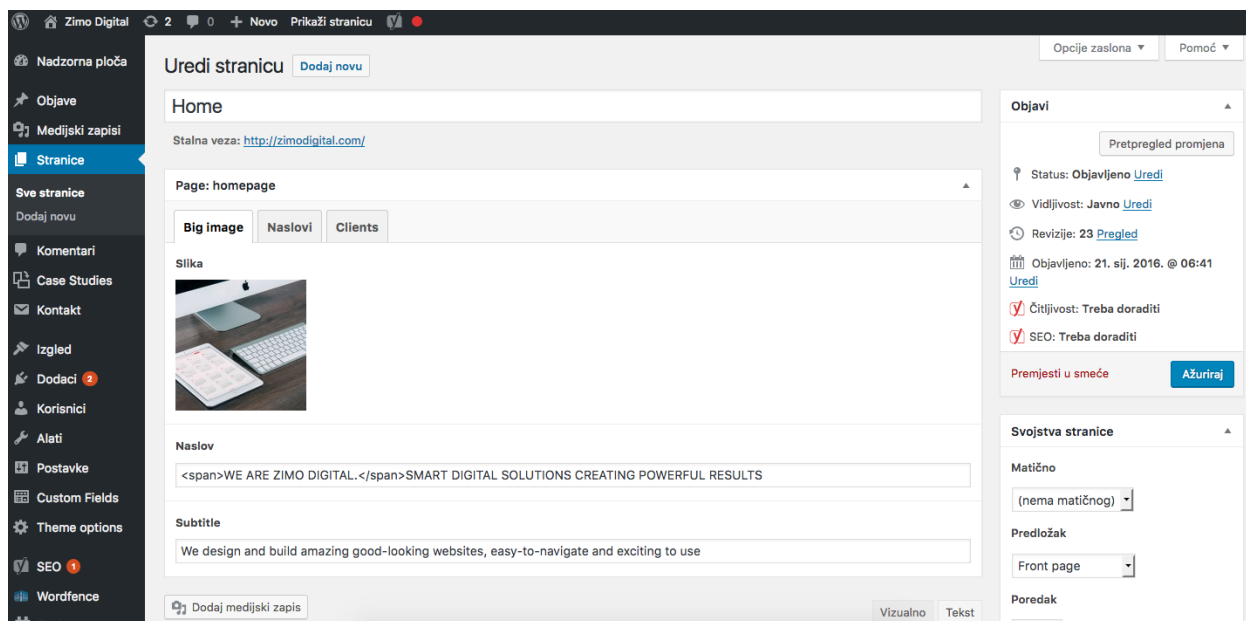 Zimo Digital 2 0 + Novo Prikaži stranicu
Opcije zaslona ▼ Pomoć ▼
Nadzorna ploča
Objave
Medijski zapisi
Stranice
Sve stranice
Dodaj novu
Komentari
Case Studies
Kontakt
Izgled
Dodaci 2
Korisnici
Alati
Postavke
Custom Fields
Theme options
SEO 1
Wordfence
Uredi stranicu Dodaj novu
Home
Stalna veza: http://zimodigital.com/
Page: homepage
Big image Naslovi Clients
Slika
Naslov
<span>WE ARE ZIMO DIGITAL.</span>SMART DIGITAL SOLUTIONS CREATING POWERFUL RESULTS
Subtitle
We design and build amazing good-looking websites, easy-to-navigate and exciting to use
Dodaj medijski zapis
Vizualno Tekst
Objavi
Pretpregled promjena
Status: Objavljeno Uredi
Vidljivost: Javno Uredi
Revizije: 23 Pregled
Objavljeno: 21. sij. 2016. @ 06:41
Uredi
Čitljivost: Treba doraditi
SEO: Treba doraditi
Premjesti u smeće Ažuriraj
Svojstva stranice
Matično
(nema matičnog)
Predložak
Front page
Poredak